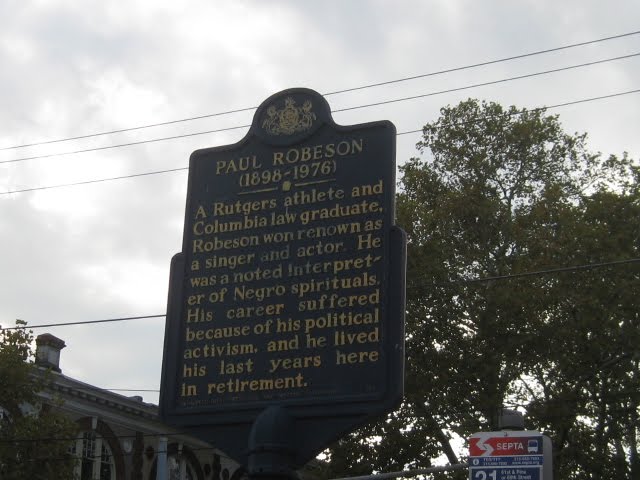 PAUL ROBESON
(1898-1976)
A Rutgers athlete and
Columbia law graduate,
Robeson won renown as
a singer and actor. He
was a noted interpret-
er of Negro spirituals.
His career suffered
because of his political
activism, and he lived
his last years here
in retirement.
SEPTA
21